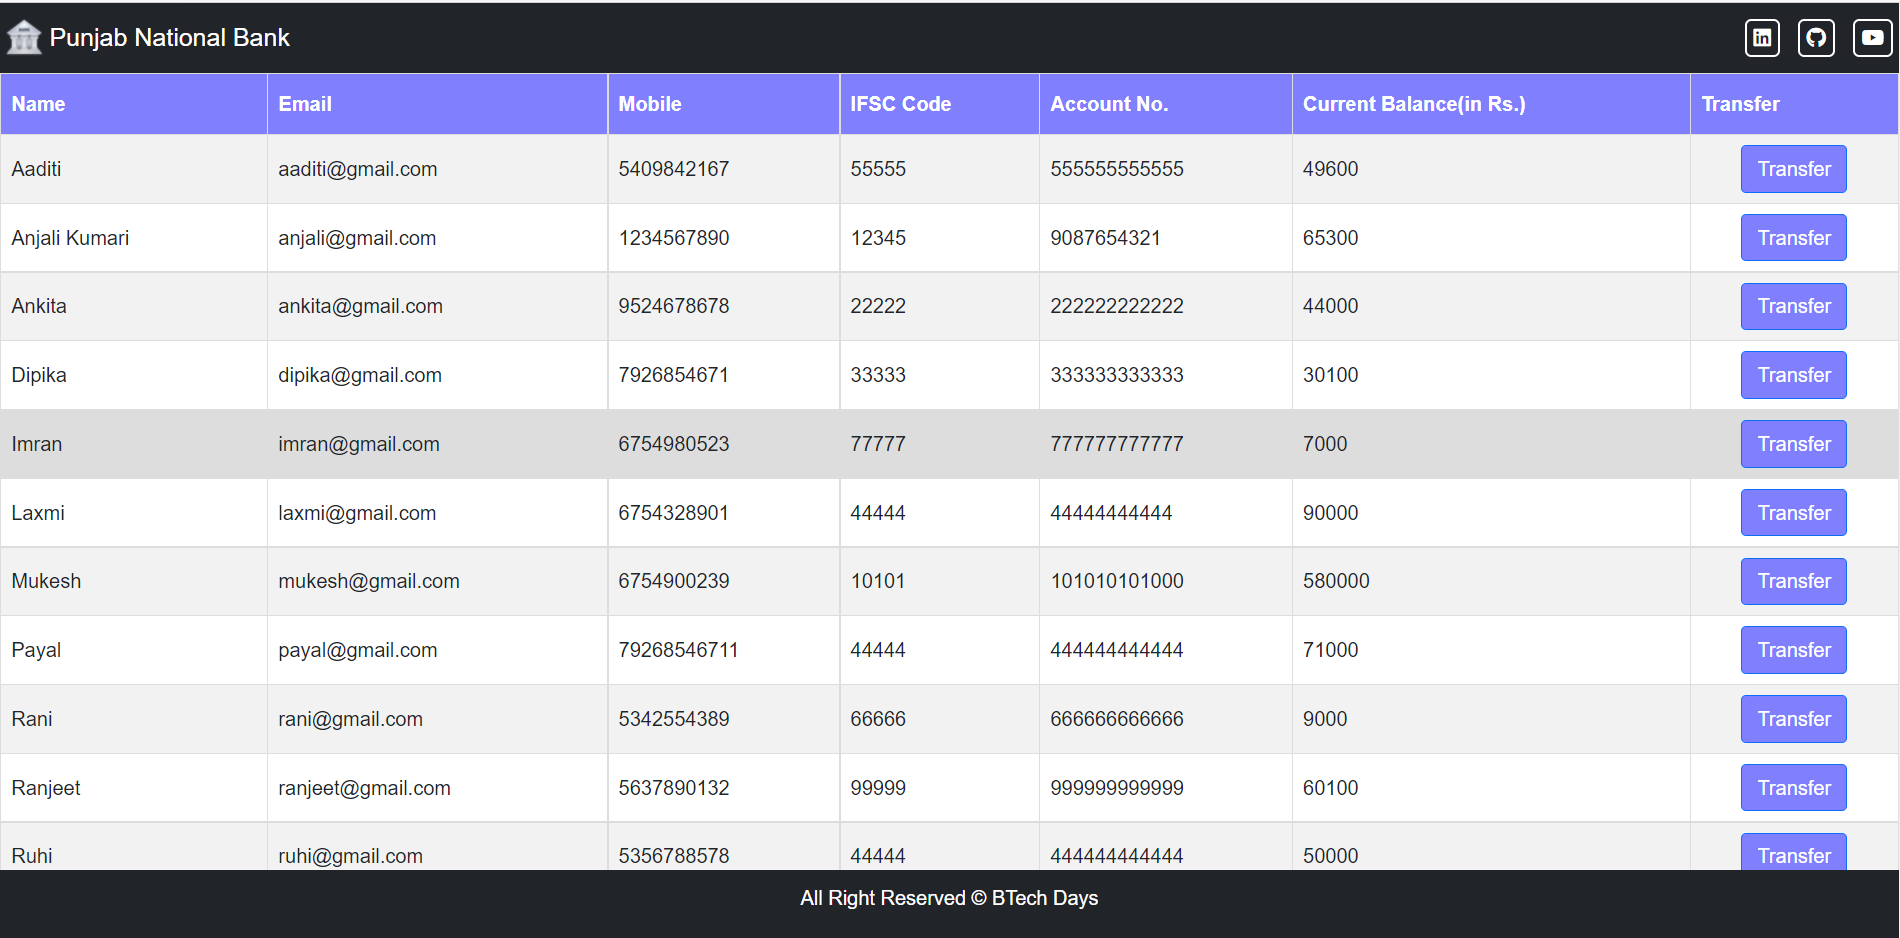 Punjab National Bank
Name Email Mobile IFSC Code Account No. Current Balance(in Rs.) Transfer
Aaditi aaditi@gmail.com 5409842167 55555 555555555555 49600 Transfer
Anjali Kumari anjali@gmail.com 1234567890 12345 9087654321 65300 Transfer
Ankita ankita@gmail.com 9524678678 22222 222222222222 44000 Transfer
Dipika dipika@gmail.com 7926854671 33333 333333333333 30100 Transfer
Imran imran@gmail.com 6754980523 77777 777777777777 7000 Transfer
Laxmi laxmi@gmail.com 6754328901 44444 44444444444 90000 Transfer
Mukesh mukesh@gmail.com 6754900239 10101 101010101000 580000 Transfer
Payal payal@gmail.com 79268546711 44444 444444444444 71000 Transfer
Rani rani@gmail.com 5342554389 66666 666666666666 9000 Transfer
Ranjeet ranjeet@gmail.com 5637890132 99999 999999999999 60100 Transfer
Ruhi ruhi@gmail.com 5356788578 44444 444444444444 50000 Transfer
All Right Reserved © BTech Days